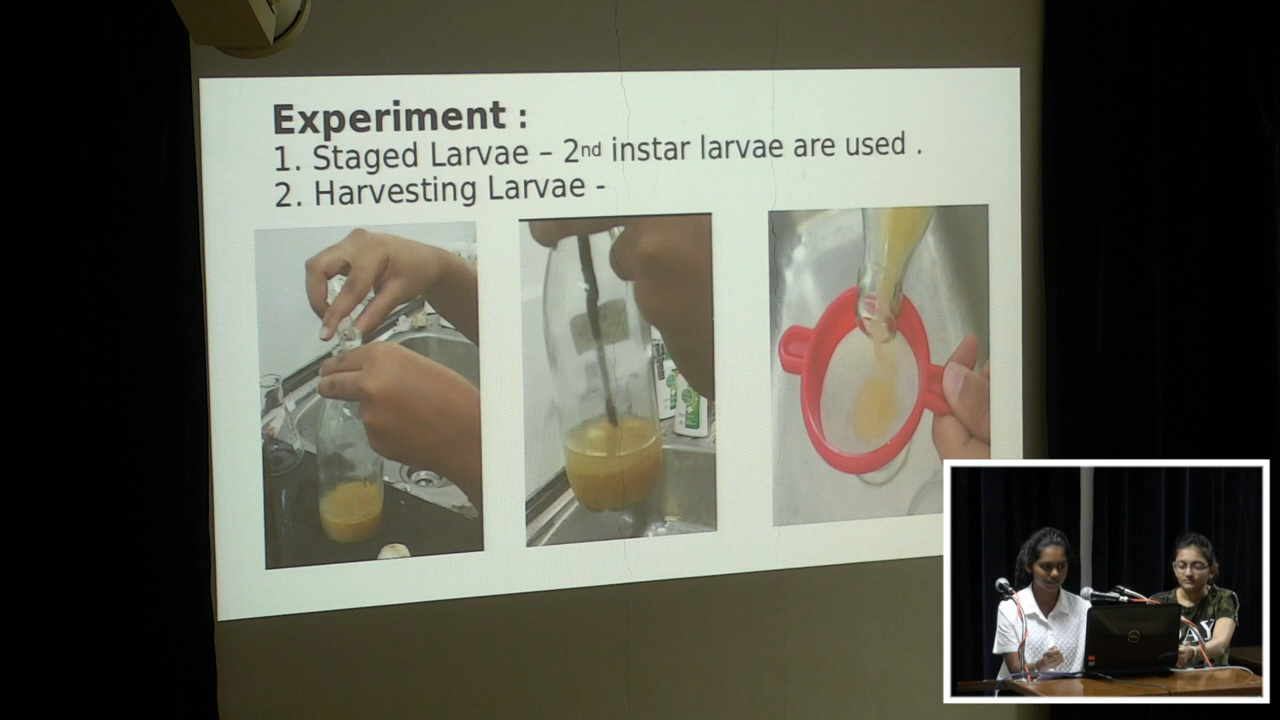 Experiment :
1. Staged Larvae – 2nd instar larvae are used .
2. Harvesting Larvae -